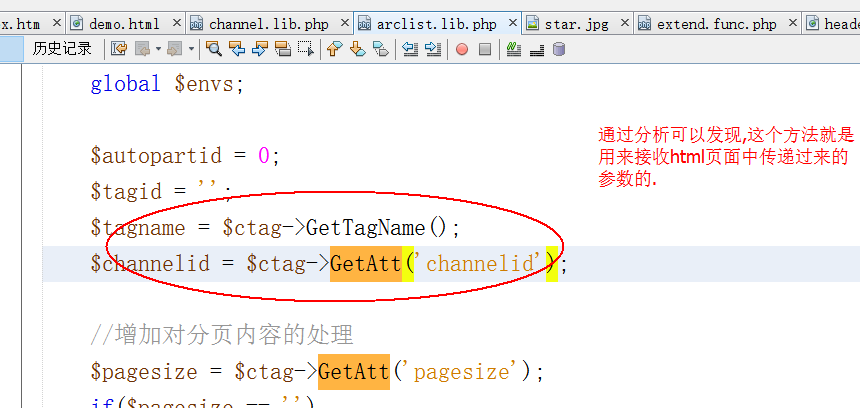 x.htm demo.html channel.lib.php arclist.lib.php star.jpg extend.func.php heade
历史记录
global $envs;
$autopartid = 0;
通过分析可以发现,这个方法就是
用来接收html页面中传递过来的
参数的.
$tagid = '';
$tagname = $ctag->GetTagName();
$channelid = $ctag->GetAtt('channelid');
//增加对分页内容的处理
$pagesize = $ctag->GetAtt('pagesize');
if($pagesize == '')